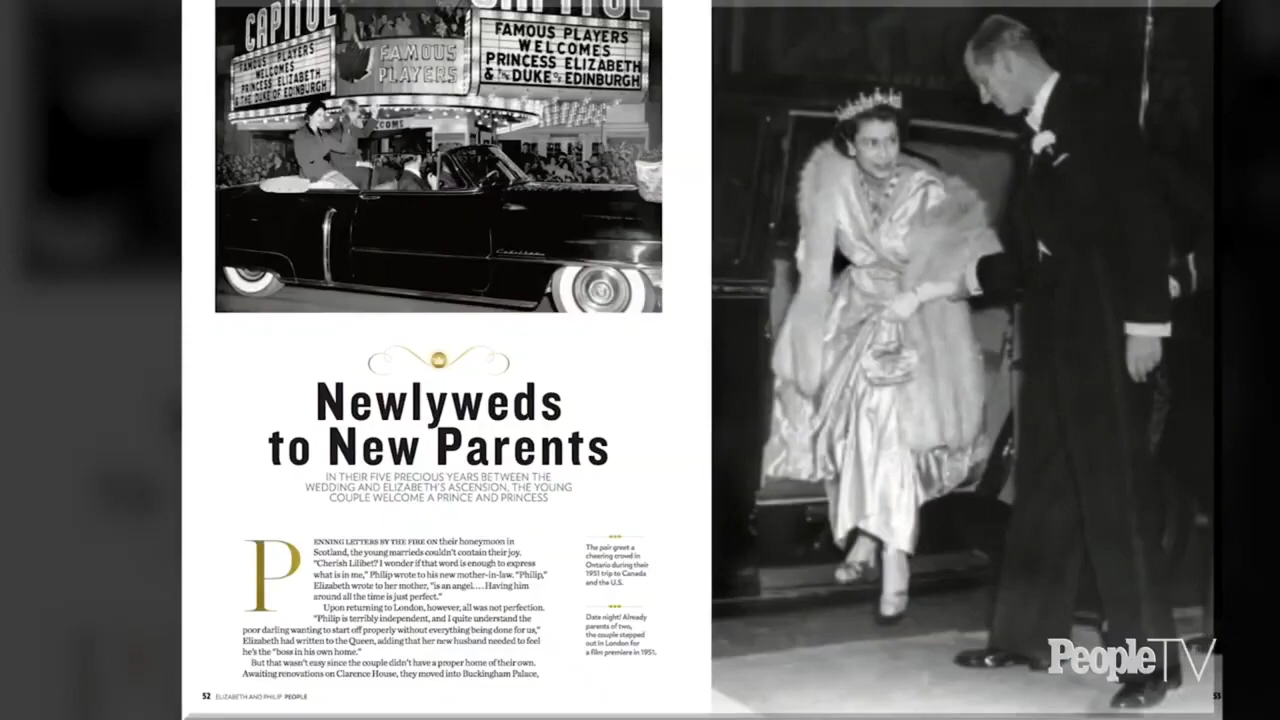 CAPITOL
CAPITOL
FAMOUS PLAYERS
WELCOMES
PRINCESS ELIZABETH
& THE DUKE OF EDINBURGH
FAMOUS
PLAYERS
FAMOUS PLAYERS
WELCOMES
PRINCESS ELIZABETH
& THE DUKE OF EDINBURGH
COME
Cadillac
Newlyweds
to New Parents
IN THEIR FIVE PRECIOUS YEARS BETWEEN THE
WEDDING AND ELIZABETH'S ASCENSION, THE YOUNG
COUPLE WELCOME A PRINCE AND PRINCESS
PENNING LETTERS BY THE FIRE ON their honeymoon in
Scotland, the young marrieds couldn't contain their joy.
"Cherish Lilibet? I wonder if that word is enough to express
what is in me," Philip wrote to his new mother-in-law. "Philip,"
Elizabeth wrote to her mother, "is an angel.... Having him
around all the time is just perfect."
Upon returning to London, however, all was not perfection.
"Philip is terribly independent, and I quite understand the
poor darling wanting to start off properly without everything being done for us,"
Elizabeth had written to the Queen, adding that her new husband needed to feel
he's the "boss in his own home."
But that wasn't easy since the couple didn't have a proper home of their own.
Awaiting renovations on Clarence House, they moved into Buckingham Palace,
The pair greet a
cheering crowd in
Ontario during their
1951 trip to Canada
and the U.S.
Date night! Already
parents of two,
the couple stepped
out in London for
a film premiere in 1951.
52 ELIZABETH AND PHILIP PEOPLE
PeopleTV
53